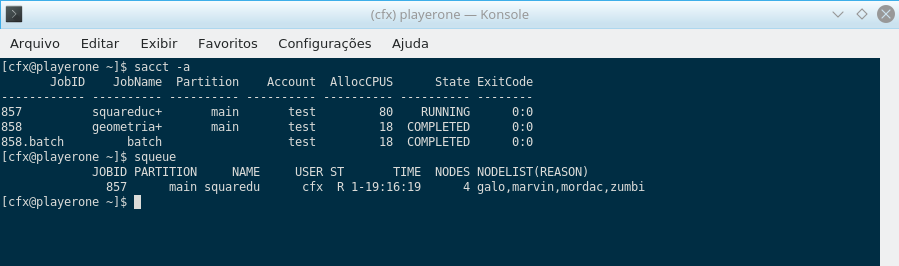 (cfx) playerone — Konsole
Arquivo Editar Exibir Favoritos Configurações Ajuda
[cfx@playerone ~]$ sacct -a
       JobID    JobName  Partition    Account  AllocCPUS      State ExitCode
------------ ---------- ---------- ---------- ---------- ---------- --------
857          squareduc+       main       test         80    RUNNING      0:0
858          geometria+       main       test         18  COMPLETED      0:0
858.batch         batch                  test         18  COMPLETED      0:0
[cfx@playerone ~]$ squeue
             JOBID PARTITION     NAME     USER ST       TIME  NODES NODELIST(REASON)
               857      main squaredu      cfx  R 1-19:16:19      4 galo,marvin,mordac,zumbi
[cfx@playerone ~]$